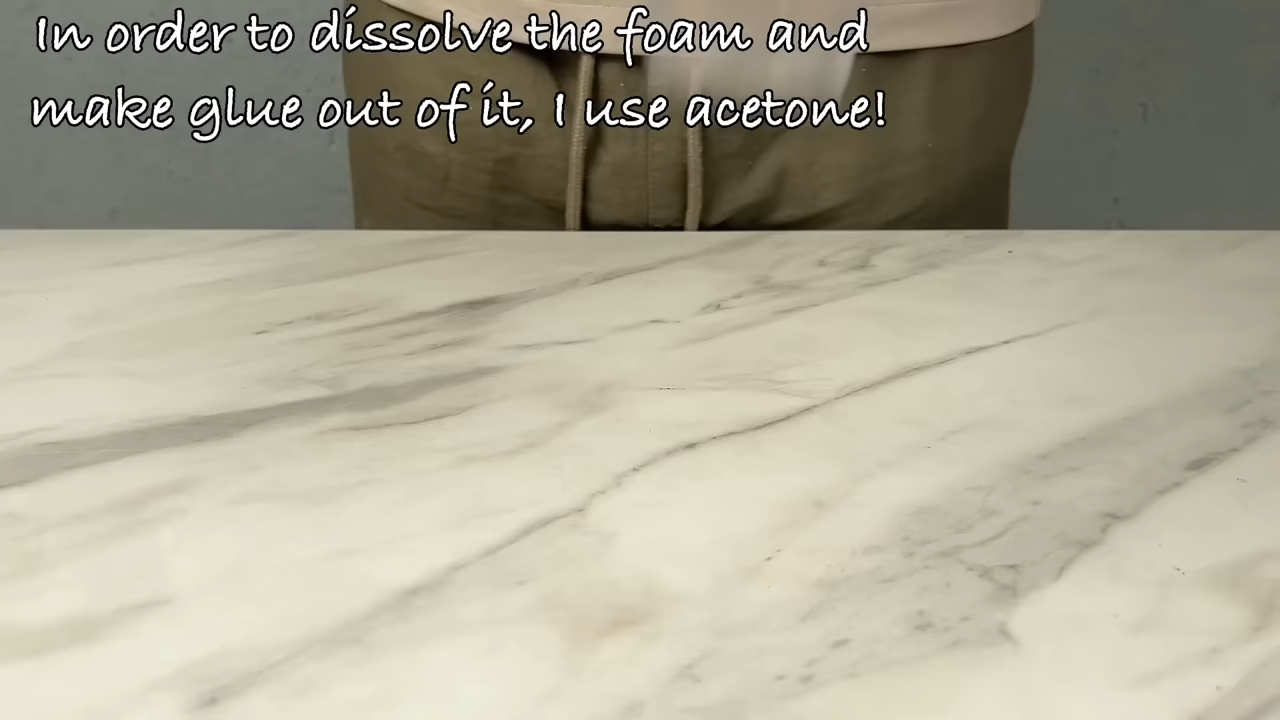 In order to dissolve the foam and
make glue out of it, I use acetone!